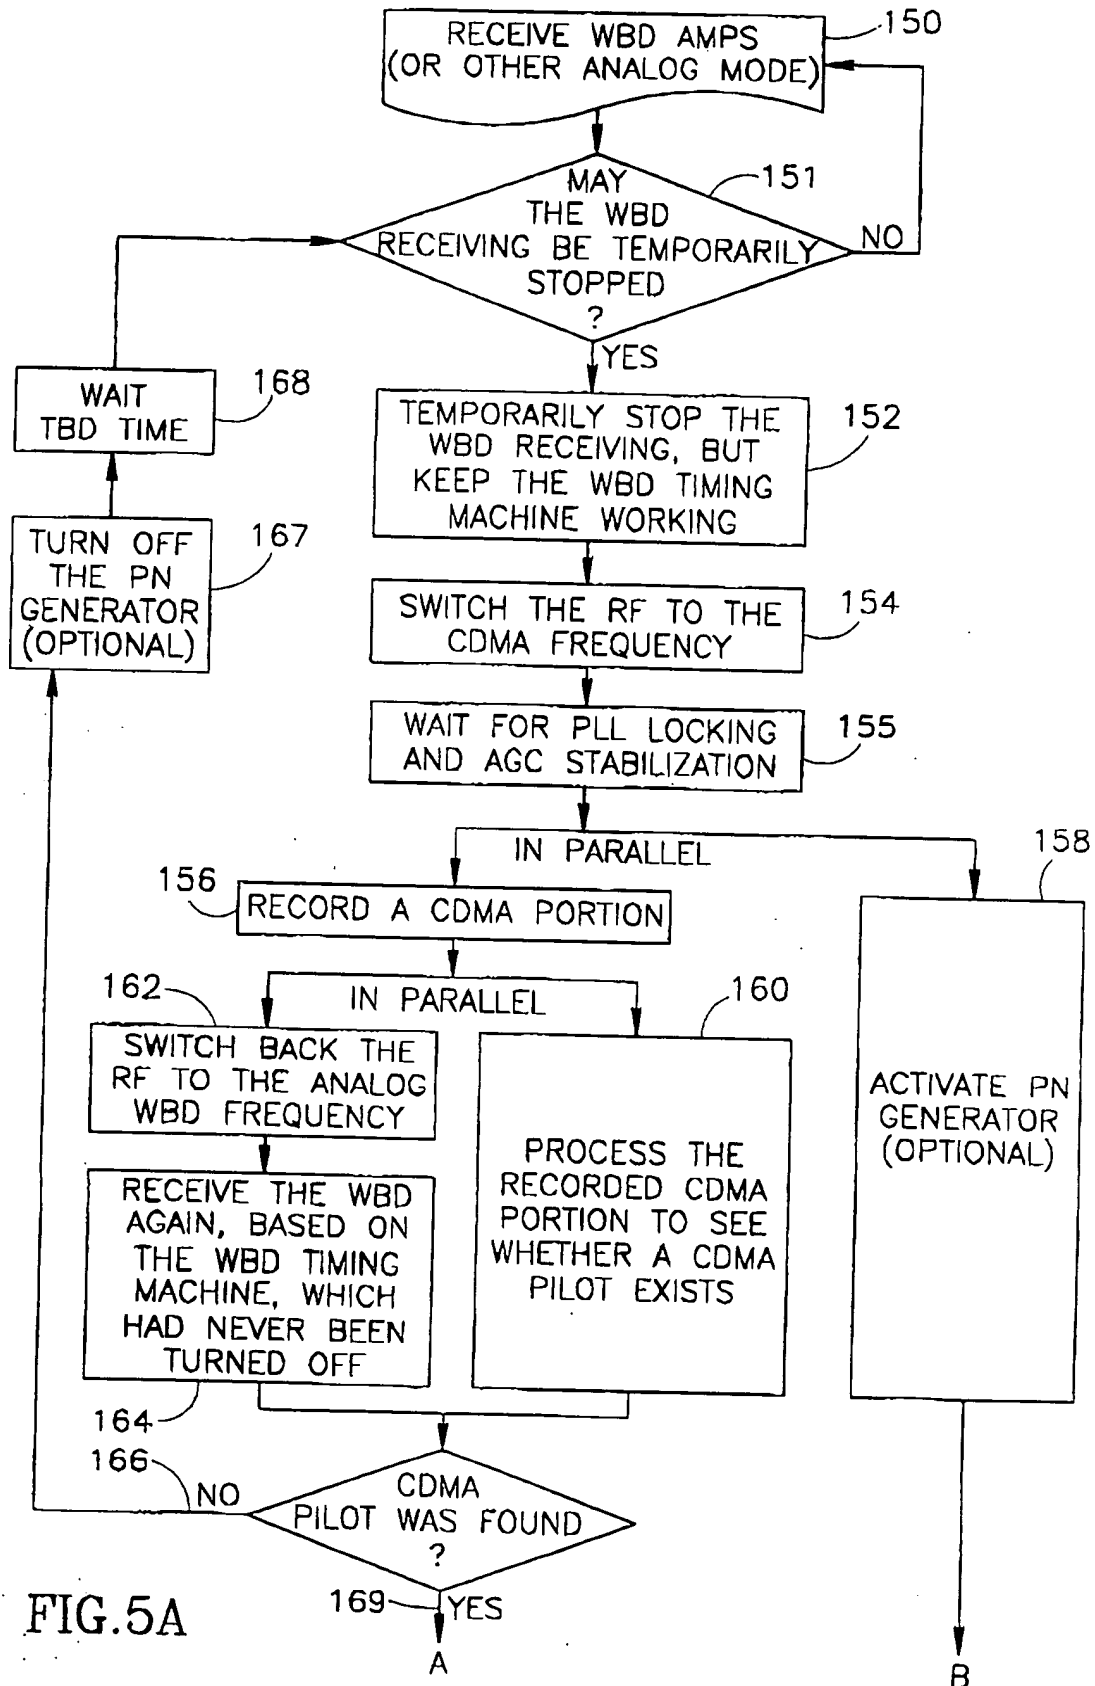 RECEIVE WBD AMPS
(OR OTHER ANALOG MODE)
150
MAY
THE WBD
RECEIVING BE TEMPORARILY
STOPPED
?
151
NO
YES
WAIT
TBD TIME
168
TEMPORARILY STOP THE
WBD RECEIVING, BUT
KEEP THE WBD TIMING
MACHINE WORKING
152
TURN OFF
THE PN
GENERATOR
(OPTIONAL)
167
SWITCH THE RF TO THE
CDMA FREQUENCY
154
WAIT FOR PLL LOCKING
AND AGC STABILIZATION
155
IN PARALLEL
158
156
RECORD A CDMA PORTION
IN PARALLEL
162
160
SWITCH BACK THE
RF TO THE ANALOG
WBD FREQUENCY
ACTIVATE PN
GENERATOR
(OPTIONAL)
PROCESS THE
RECORDED CDMA
PORTION TO SEE
WHETHER A CDMA
PILOT EXISTS
RECEIVE THE WBD
AGAIN, BASED ON
THE WBD TIMING
MACHINE, WHICH
HAD NEVER BEEN
TURNED OFF
164
166
NO
CDMA
PILOT WAS FOUND
?
169
YES
A
B
FIG.5A